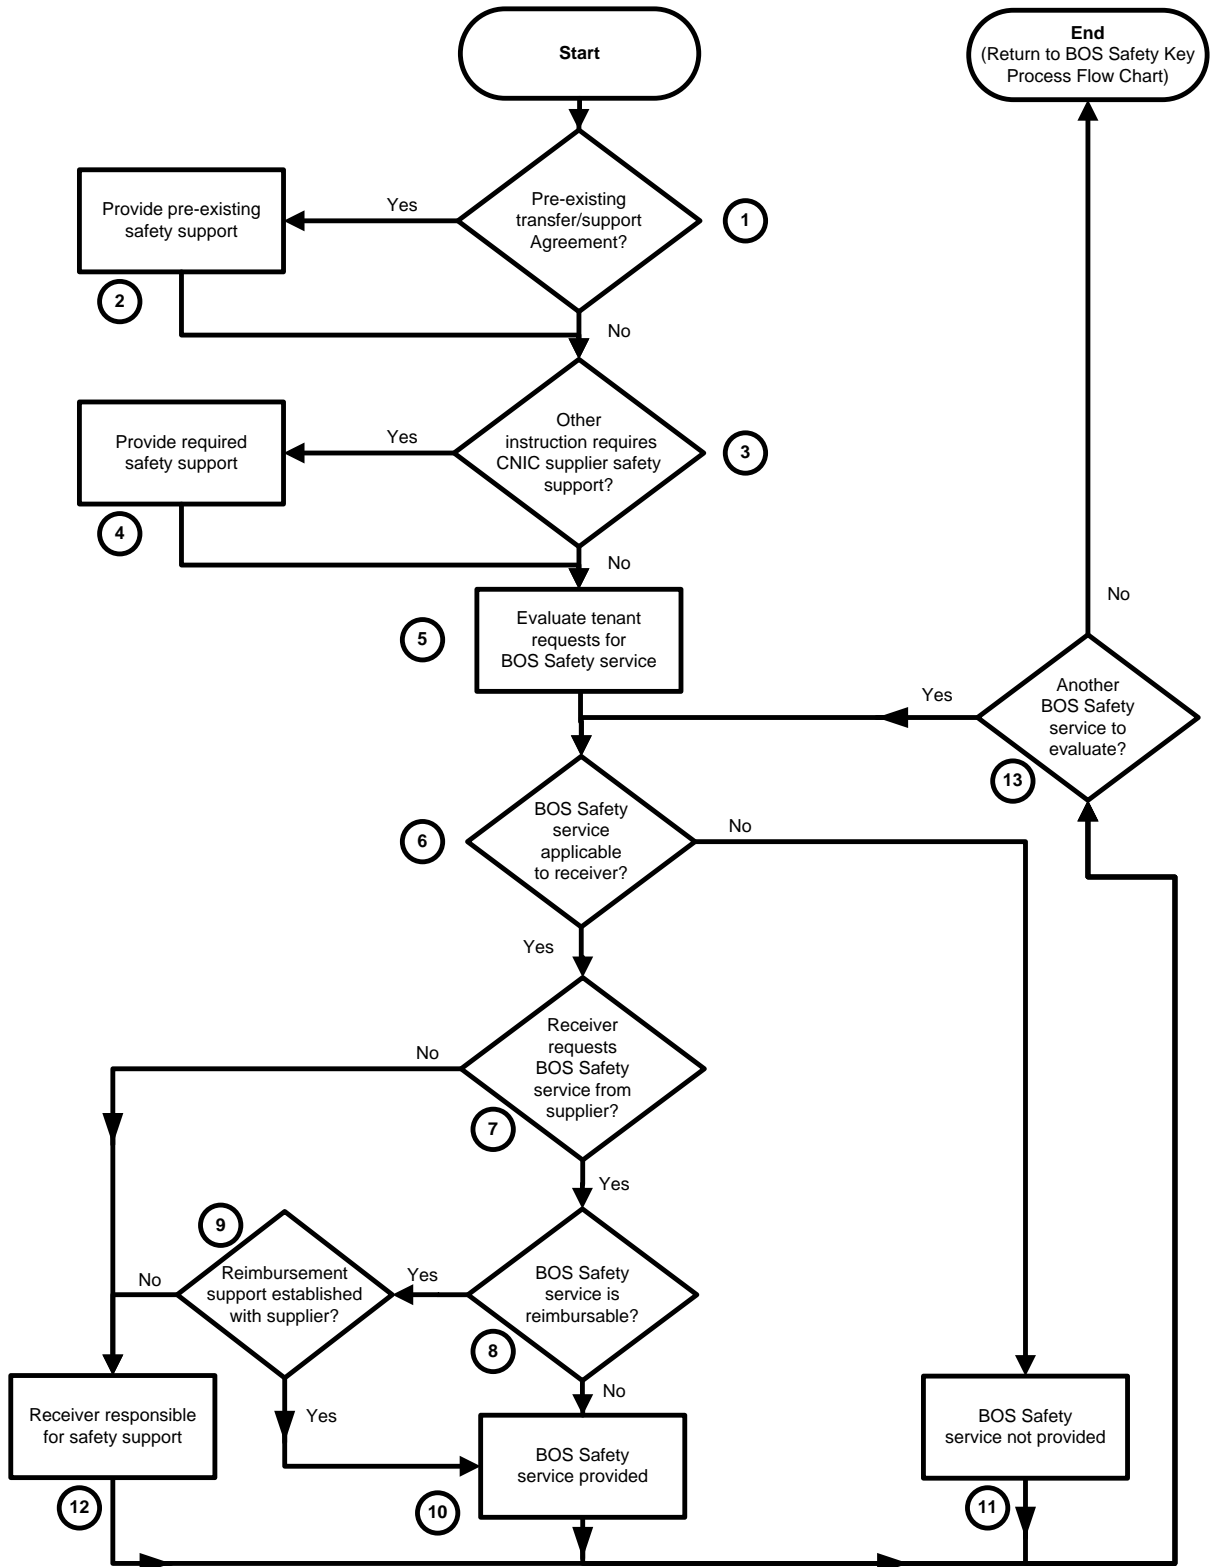 Start
End
(Return to BOS Safety Key
Process Flow Chart)
Pre-existing
transfer/support
Agreement?
1
Yes
Provide pre-existing
safety support
2
No
Other
instruction requires
CNIC supplier safety
support?
3
Yes
Provide required
safety support
4
No
Evaluate tenant
requests for
BOS Safety service
5
No
Another
BOS Safety
service to
evaluate?
13
Yes
BOS Safety
service
applicable
to receiver?
6
No
Yes
Receiver
requests
BOS Safety
service from
supplier?
7
No
Yes
BOS Safety
service is
reimbursable?
8
Yes
Reimbursement
support established
with supplier?
9
No
Yes
No
Receiver responsible
for safety support
12
BOS Safety
service provided
10
BOS Safety
service not provided
11